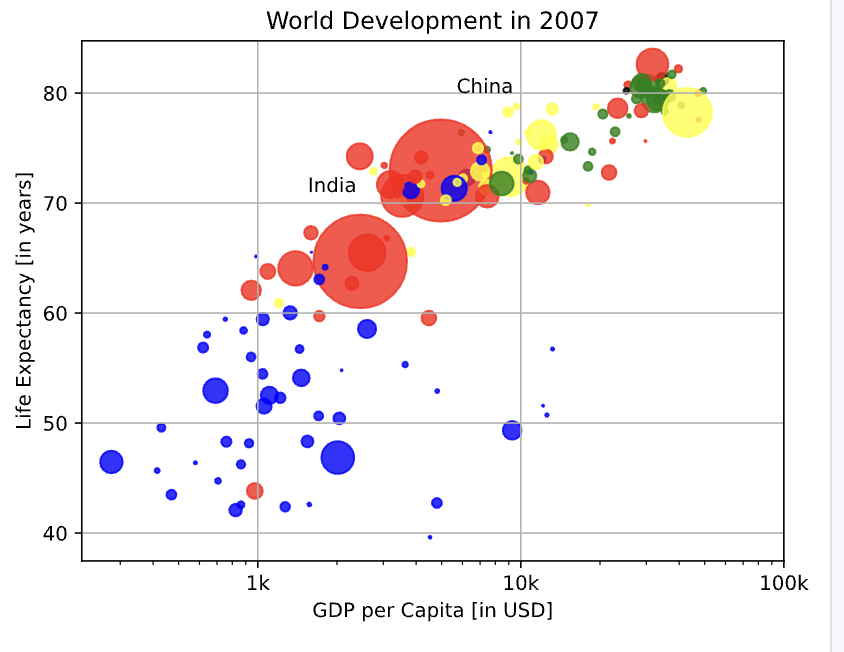 World Development in 2007
80
70
60
50
40
Life Expectancy [in years]
China
India
1k
10k
100k
GDP per Capita [in USD]